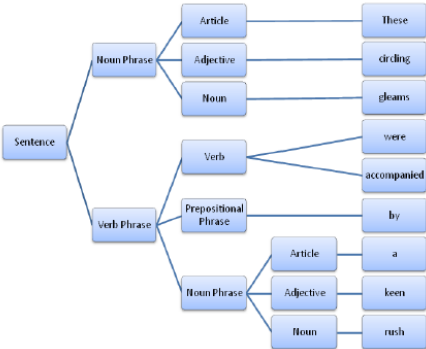 Article
These
Noun Phrase
Adjective
circling
Noun
gleams
Sentence
Verb
were
accompanied
Verb Phrase
Prepositional
Phrase
by
Noun Phrase
Article
a
Adjective
keen
Noun
rush